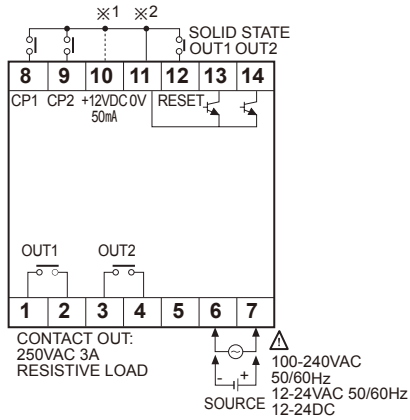 ※1 ※2
SOLID STATE
OUT1 OUT2
8 9 10 11 12 13 14
CP1 CP2 +12VDC 0V RESET
50mA
OUT1 OUT2
1 2 3 4 5 6 7
CONTACT OUT:
250VAC 3A
RESISTIVE LOAD
- +
SOURCE
100-240VAC
50/60Hz
12-24VAC 50/60Hz
12-24DC